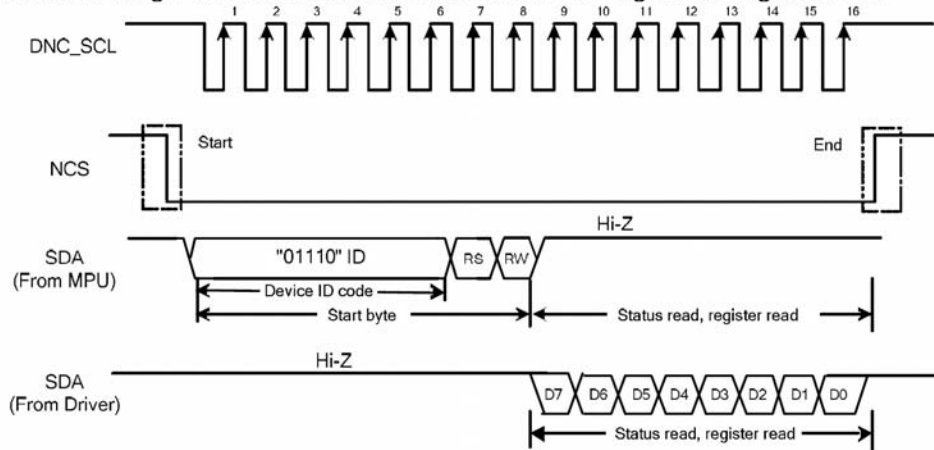 1 2 3 4 5 6 7 8 9 10 11 12 13 14 15 16
DNC_SCL
Start
End
NCS
Hi-Z
SDA
(From MPU)
"01110" ID
RS
RW
Device ID code
Start byte
Status read, register read
Hi-Z
SDA
(From Driver)
D7 D6 D5 D4 D3 D2 D1 D0
Status read, register read